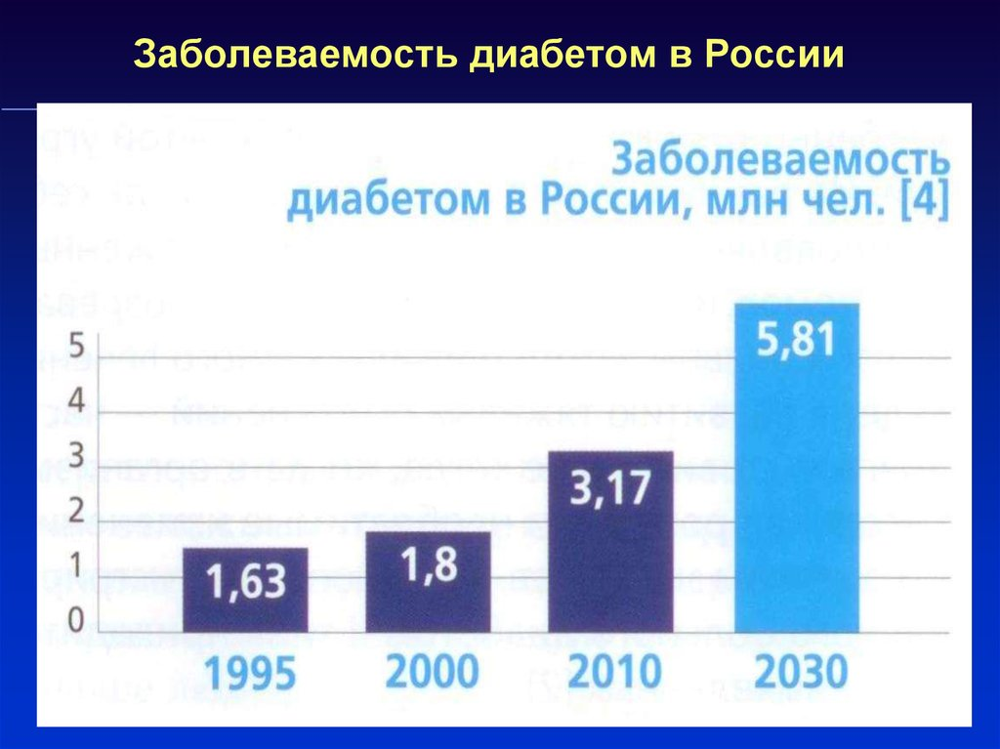 Заболеваемость диабетом в России
Заболеваемость
диабетом в России, млн чел. [4]
5
4
3
2
1
0
1,63
1,8
3,17
5,81
1995 2000 2010 2030